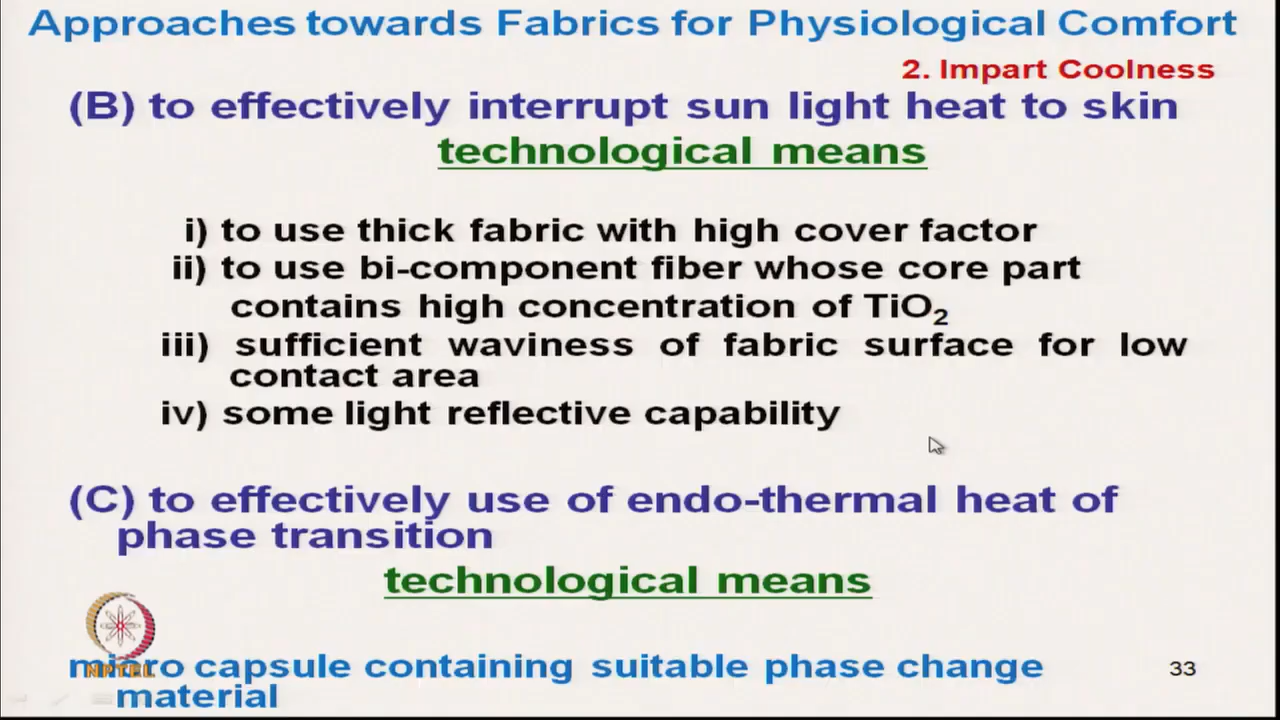 Approaches towards Fabrics for Physiological Comfort
2. Impart Coolness
(B) to effectively interrupt sun light heat to skin
technological means
i) to use thick fabric with high cover factor
ii) to use bi-component fiber whose core part
contains high concentration of TiO₂
iii) sufficient waviness of fabric surface for low
contact area
iv) some light reflective capability
(C) to effectively use of endo-thermal heat of
phase transition
technological means
micro capsule containing suitable phase change
material
NPTEL
33